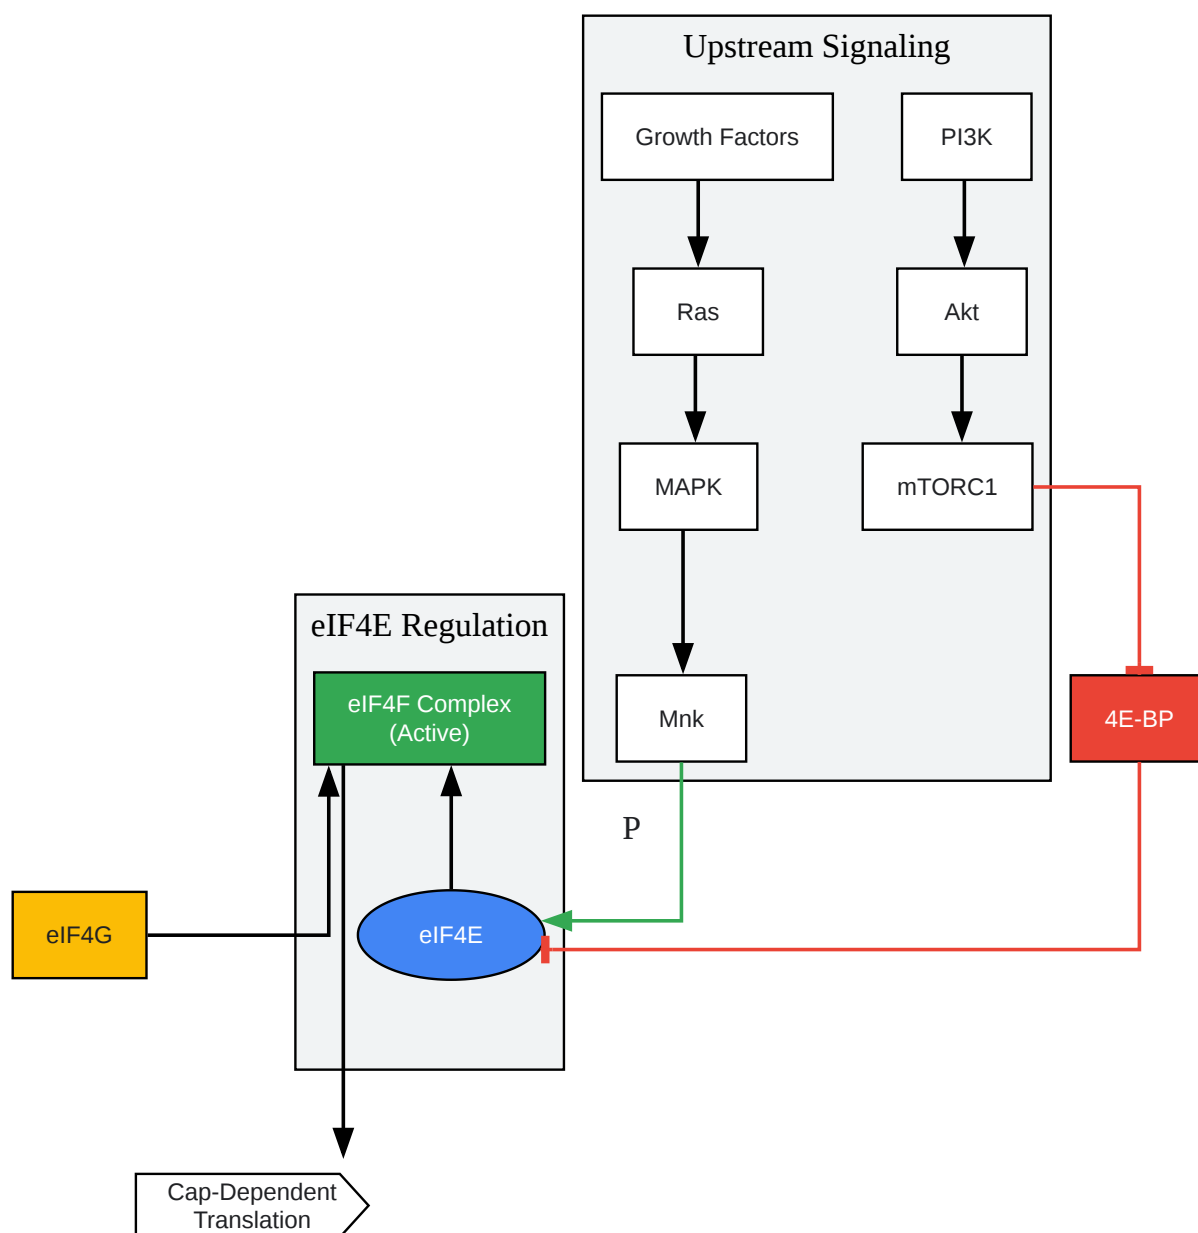 Upstream Signaling
Growth Factors
PI3K
Ras
Akt
MAPK
mTORC1
eIF4E Regulation
eIF4F Complex
(Active)
Mnk
4E-BP
P
eIF4G
eIF4E
Cap-Dependent
Translation